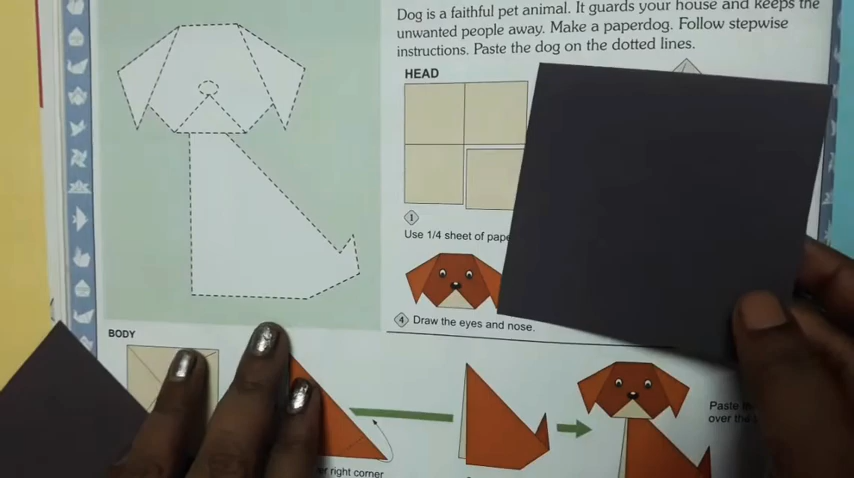 Dog is a faithful pet animal. It guards your house and keeps the
unwanted people away. Make a paperdog. Follow stepwise
instructions. Paste the dog on the dotted lines.
HEAD
1
Use 1/4 sheet of
4 Draw the eyes and nose.
BODY
right corner
Paste
over